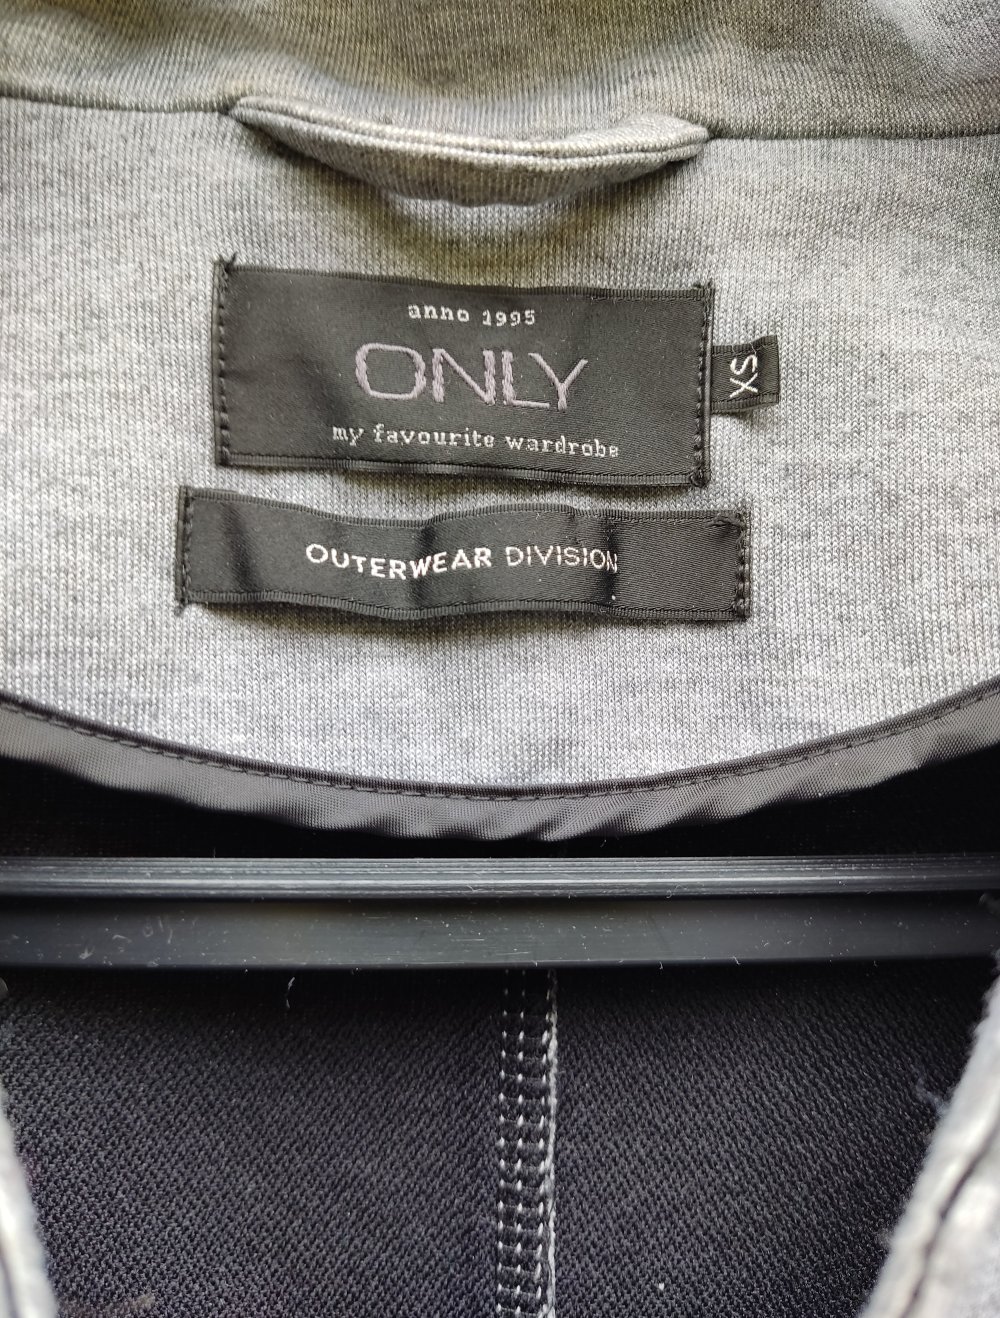 anno 1995
ONLY
my favourite wardrobe
XS
OUTERWEAR DIVISION